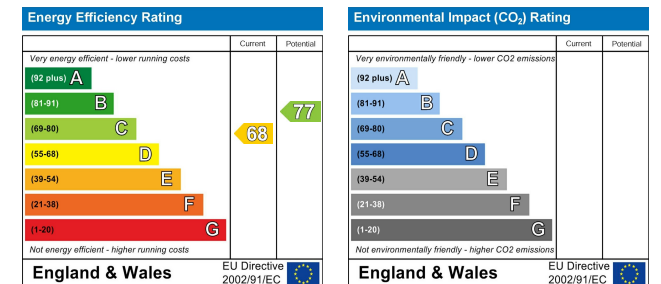 Energy Efficiency Rating
Current Potential
Very energy efficient - lower running costs
(92 plus) A
(81-91) B
(69-80) C
(55-68) D
(39-54) E
(21-38) F
(1-20) G
68
77
Not energy efficient - higher running costs
England & Wales
EU Directive
2002/91/EC
Environmental Impact (CO₂) Rating
Current Potential
Very environmentally friendly - lower CO2 emissions
(92 plus) A
(81-91) B
(69-80) C
(55-68) D
(39-54) E
(21-38) F
(1-20) G
Not environmentally friendly - higher CO2 emissions
England & Wales
EU Directive
2002/91/EC